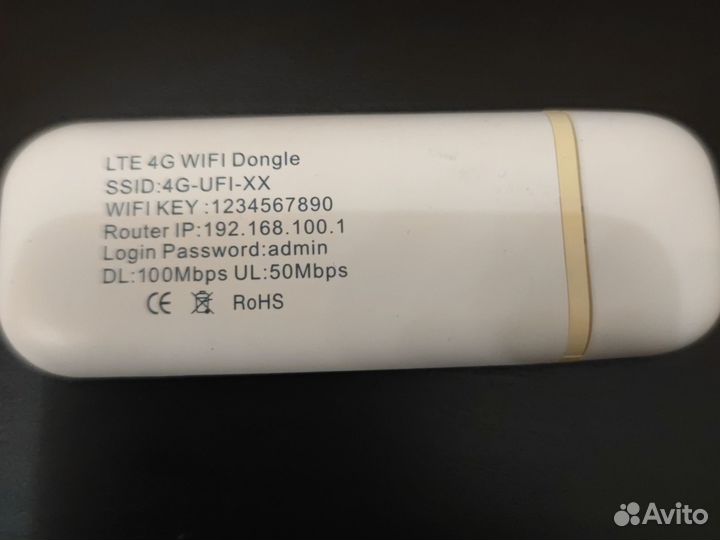 LTE 4G WIFI Dongle
SSID:4G-UFI-XX
WIFI KEY :1234567890
Router IP:192.168.100.1
Login Password:admin
DL:100Mbps UL:50Mbps
CE RoHS
Avito